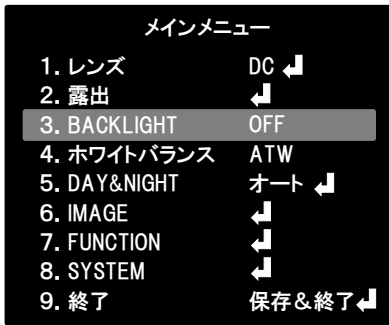 メインメニュー
1. レンズ DC ↲
2. 露出 ↲
3. BACKLIGHT OFF
4. ホワイトバランス ATW
5. DAY&NIGHT オート ↲
6. IMAGE ↲
7. FUNCTION ↲
8. SYSTEM ↲
9. 終了 保存&終了↲